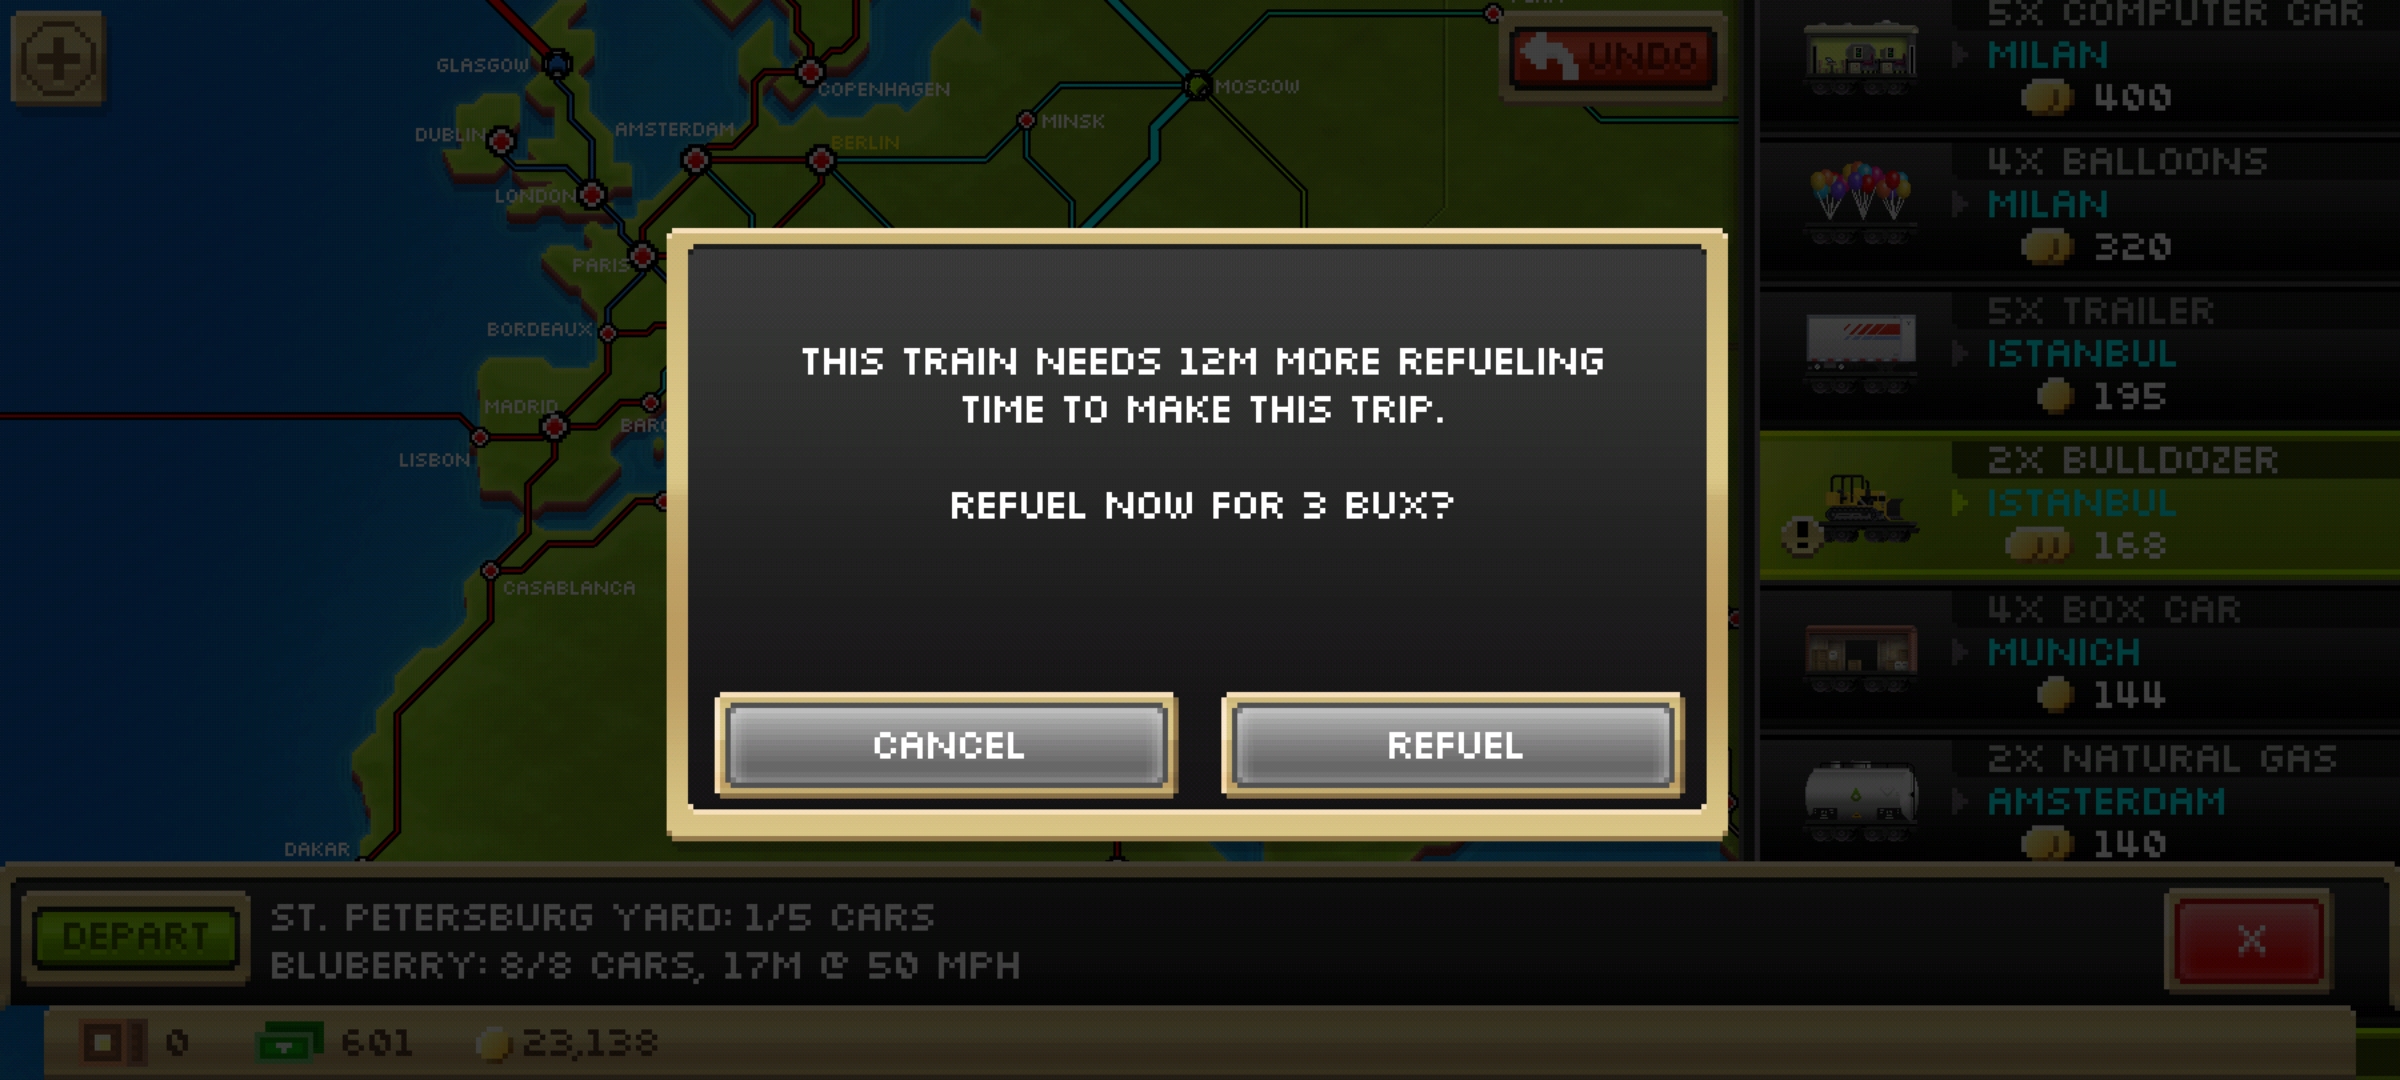 GLASGOW
DUBLIN
LONDON
AMSTERDAM
COPENHAGEN
BERLIN
MINSK
MOSCOW
PARIS
BORDEAUX
MADRID
LISBON
CASABLANCA
DAKAR
UNDO
5X COMPUTER CAR
MILAN
400
4X BALLOONS
MILAN
320
5X TRAILER
ISTANBUL
195
2X BULLDOZER
ISTANBUL
168
4X BOX CAR
MUNICH
144
2X NATURAL GAS
AMSTERDAM
140
THIS TRAIN NEEDS 12M MORE REFUELING
TIME TO MAKE THIS TRIP.
REFUEL NOW FOR 3 BUX?
CANCEL
REFUEL
DEPART
ST. PETERSBURG YARD: 1/5 CARS
BLUBERRY: 8/8 CARS, 17M @ 50 MPH
X
0
601
23,138